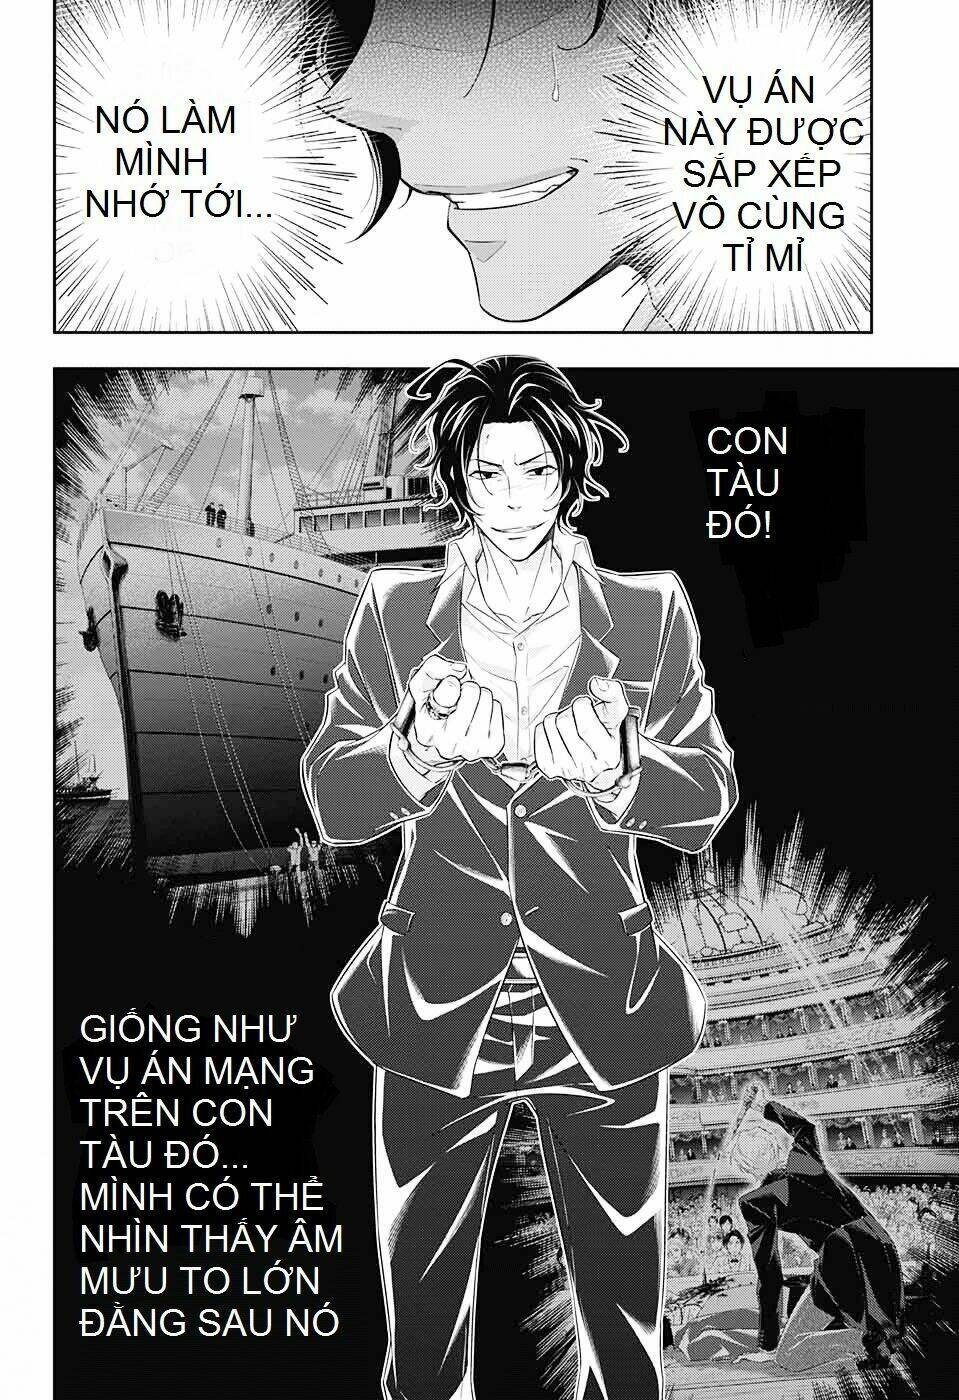 VỤ ÁN
NÀY ĐƯỢC
SẮP XẾP
VÔ CÙNG
TỈ MỈ
NÓ LÀM
MÌNH
NHỚ TỚI...
CON
TÀU
ĐÓ!
GIỐNG NHƯ
VỤ ÁN MẠNG
TRÊN CON
TÀU ĐÓ...
MÌNH CÓ THỂ
NHÌN THẤY ÂM
MƯU TO LỚN
ĐẰNG SAU NÓ